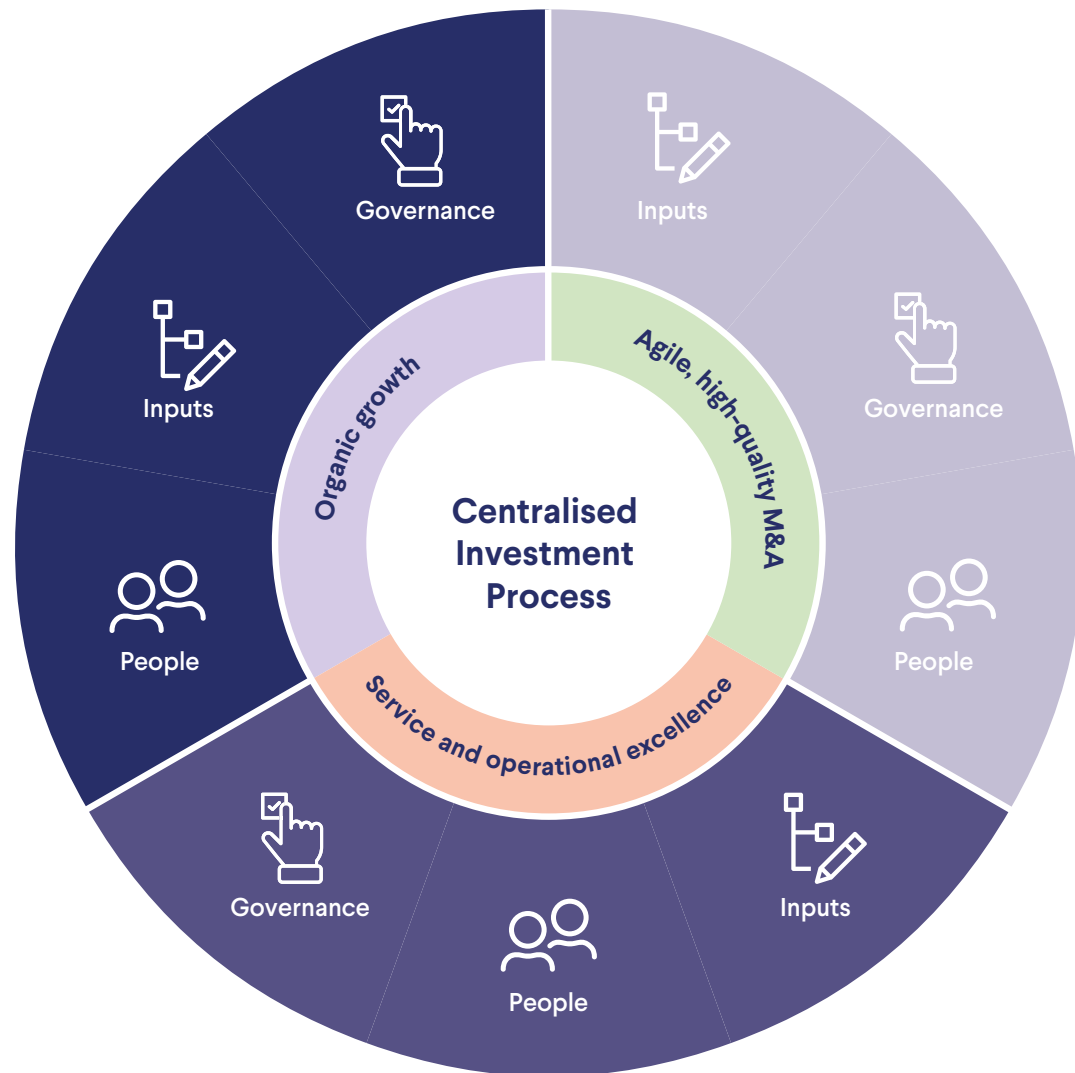 Governance
Inputs
Inputs
Governance
People
People
Governance
People
Inputs
Organic growth
Agile, high-quality M&A
Service and operational excellence
Centralised
Investment
Process